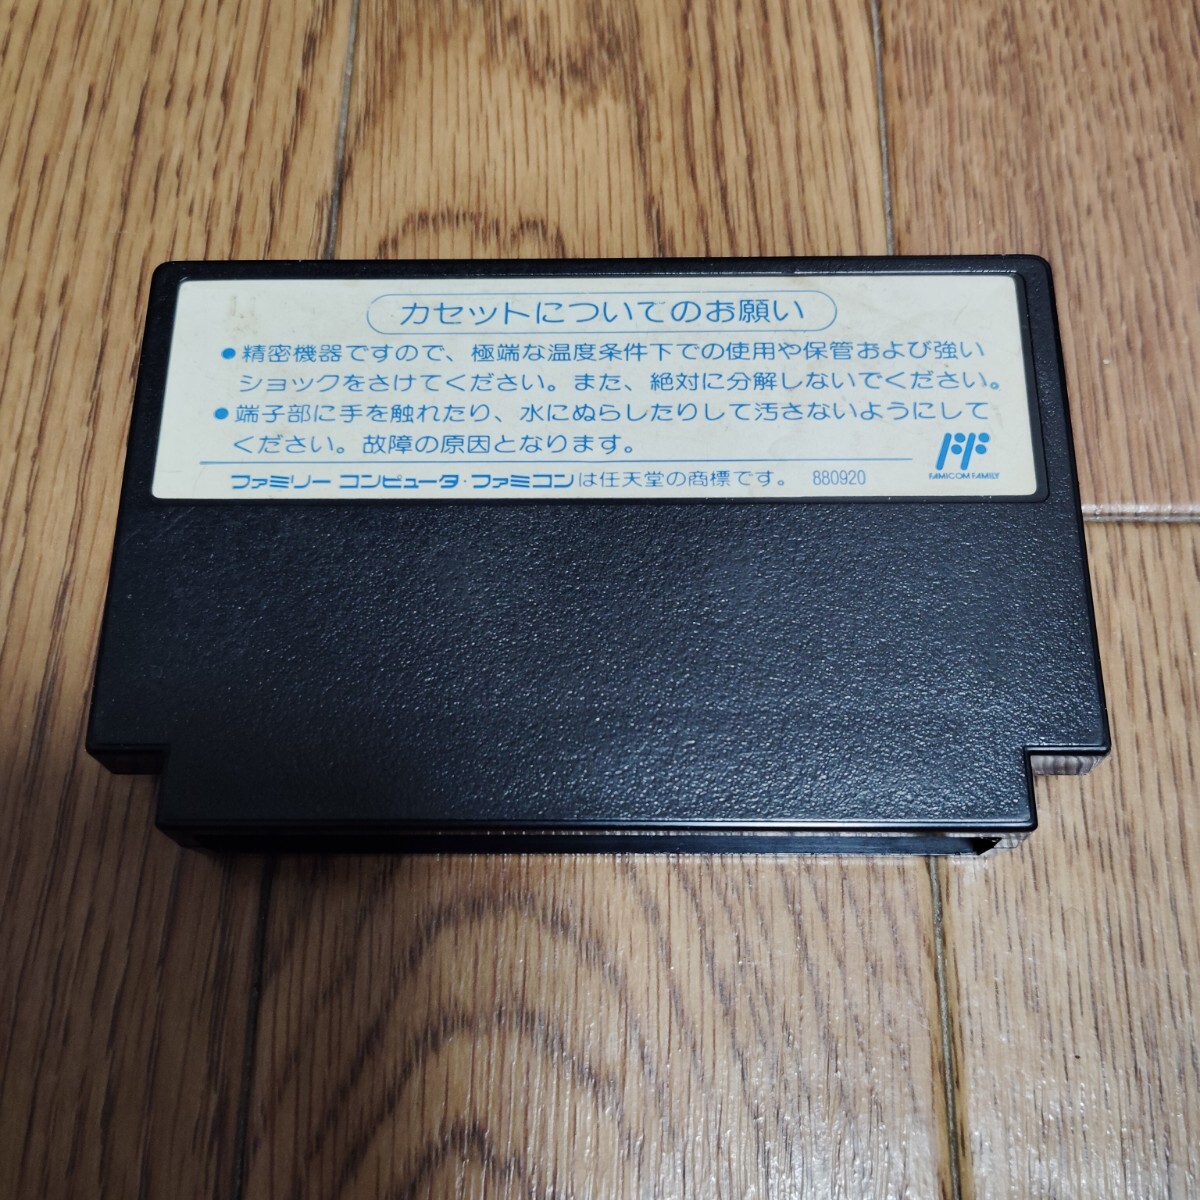 カセットについてのお願い
●精密機器ですので、極端な温度条件下での使用や保管および強い
ショックをさけてください。また、絶対に分解しないでください。
●端子部に手を触れたり、水にぬらしたりして汚さないようにして
ください。故障の原因となります。
FAMICOM FAMILY
ファミリー コンピュータ・ファミコンは任天堂の商標です。 880920